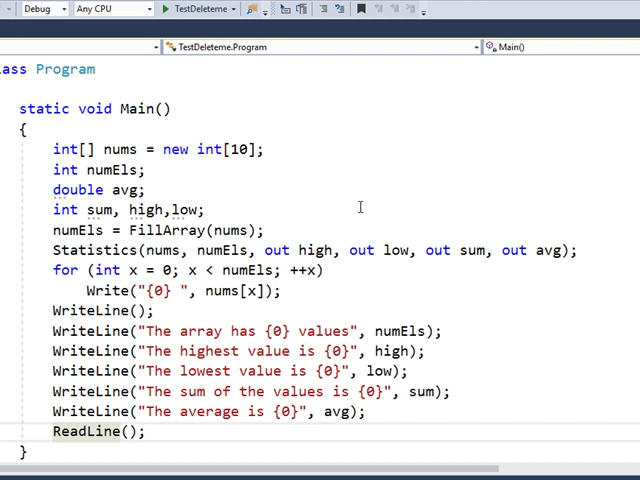 Debug Any CPU TestDeleteme
TestDeleteme.Program Main()
ass Program
static void Main()
{
int[] nums = new int[10];
int numEls;
double avg;
int sum, high,low;
numEls = FillArray(nums);
Statistics(nums, numEls, out high, out low, out sum, out avg);
for (int x = 0; x < numEls; ++x)
Write("{0} ", nums[x]);
WriteLine();
WriteLine("The array has {0} values", numEls);
WriteLine("The highest value is {0}", high);
WriteLine("The lowest value is {0}", low);
WriteLine("The sum of the values is {0}", sum);
WriteLine("The average is {0}", avg);
ReadLine();
}